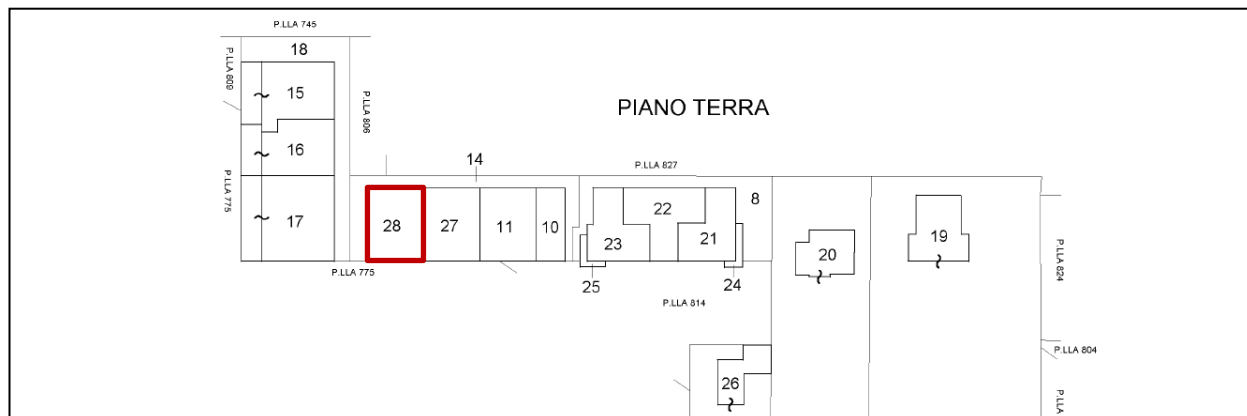 P.LLA 745
18
P.LLA 809
15
P.LLA 806
PIANO TERRA
16
14
P.LLA 827
P.LLA 775
17
28
27
11
10
22
23
21
8
20
19
P.LLA 775
25
24
P.LLA 814
P.LLA 824
P.LLA 804
26
P.LLA